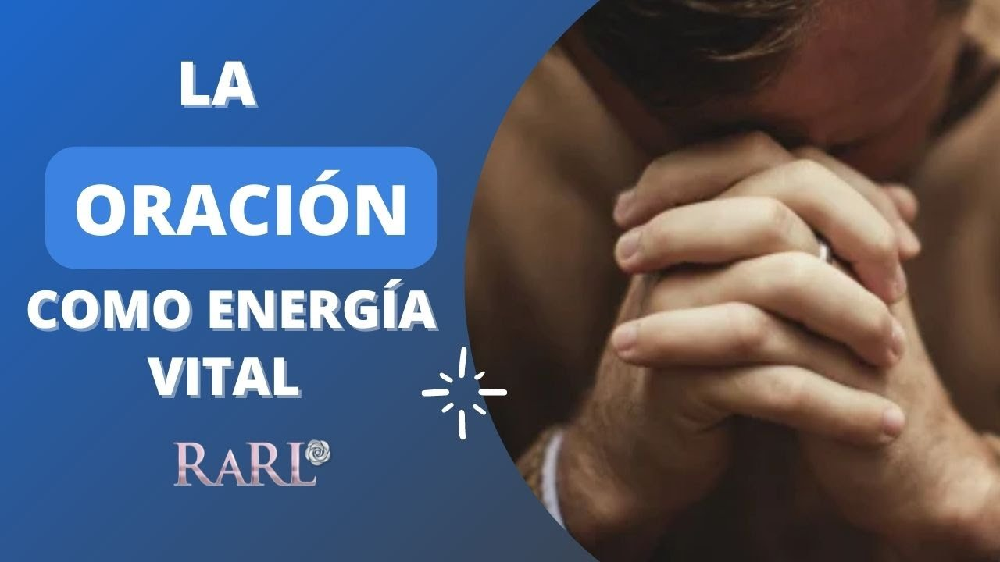 LA
ORACIÓN
COMO ENERGÍA
VITAL
RARL